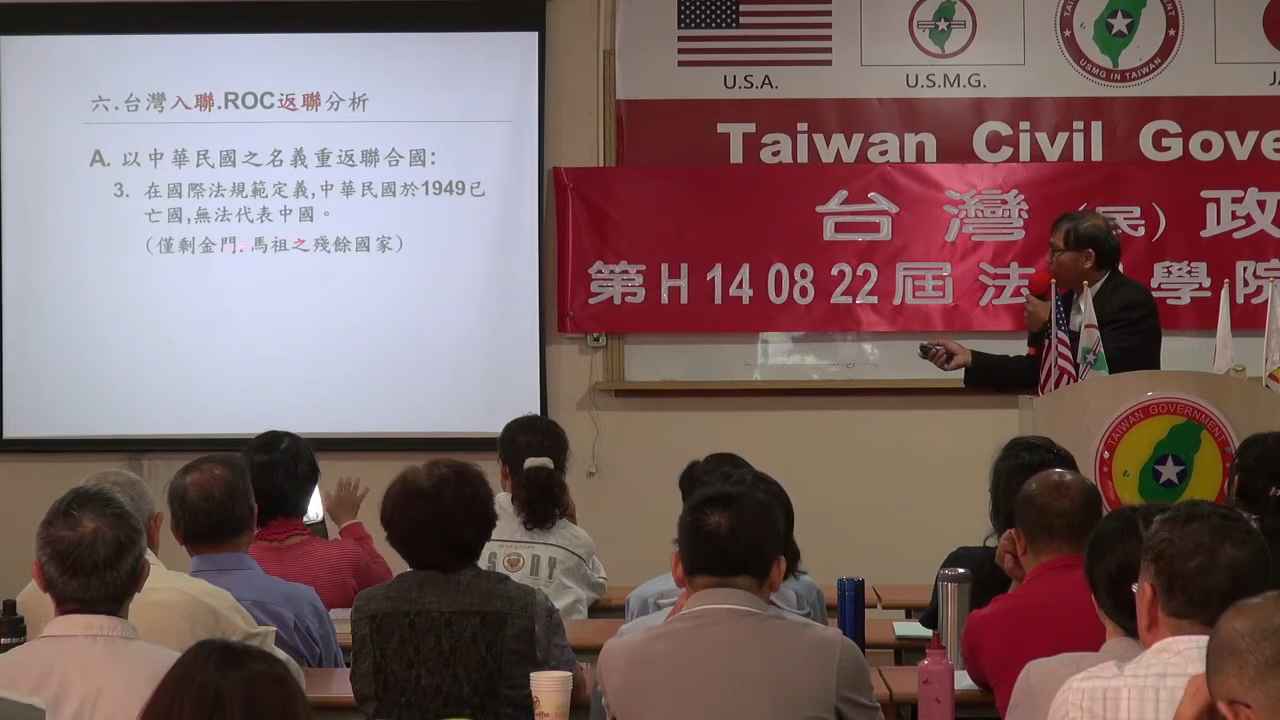 六.台灣入聯.ROC返聯分析
A. 以中華民國之名義重返聯合國:
3. 在國際法規範定義,中華民國於1949已
亡國,無法代表中國。
(僅剩金門.馬祖之殘餘國家)
U.S.A.
U.S.M.G.
USMG IN TAIWAN
Taiwan Civil Gove
台灣(民)政
第H 14 08 22 屆法 學院
TAIWAN GOVERNMENT